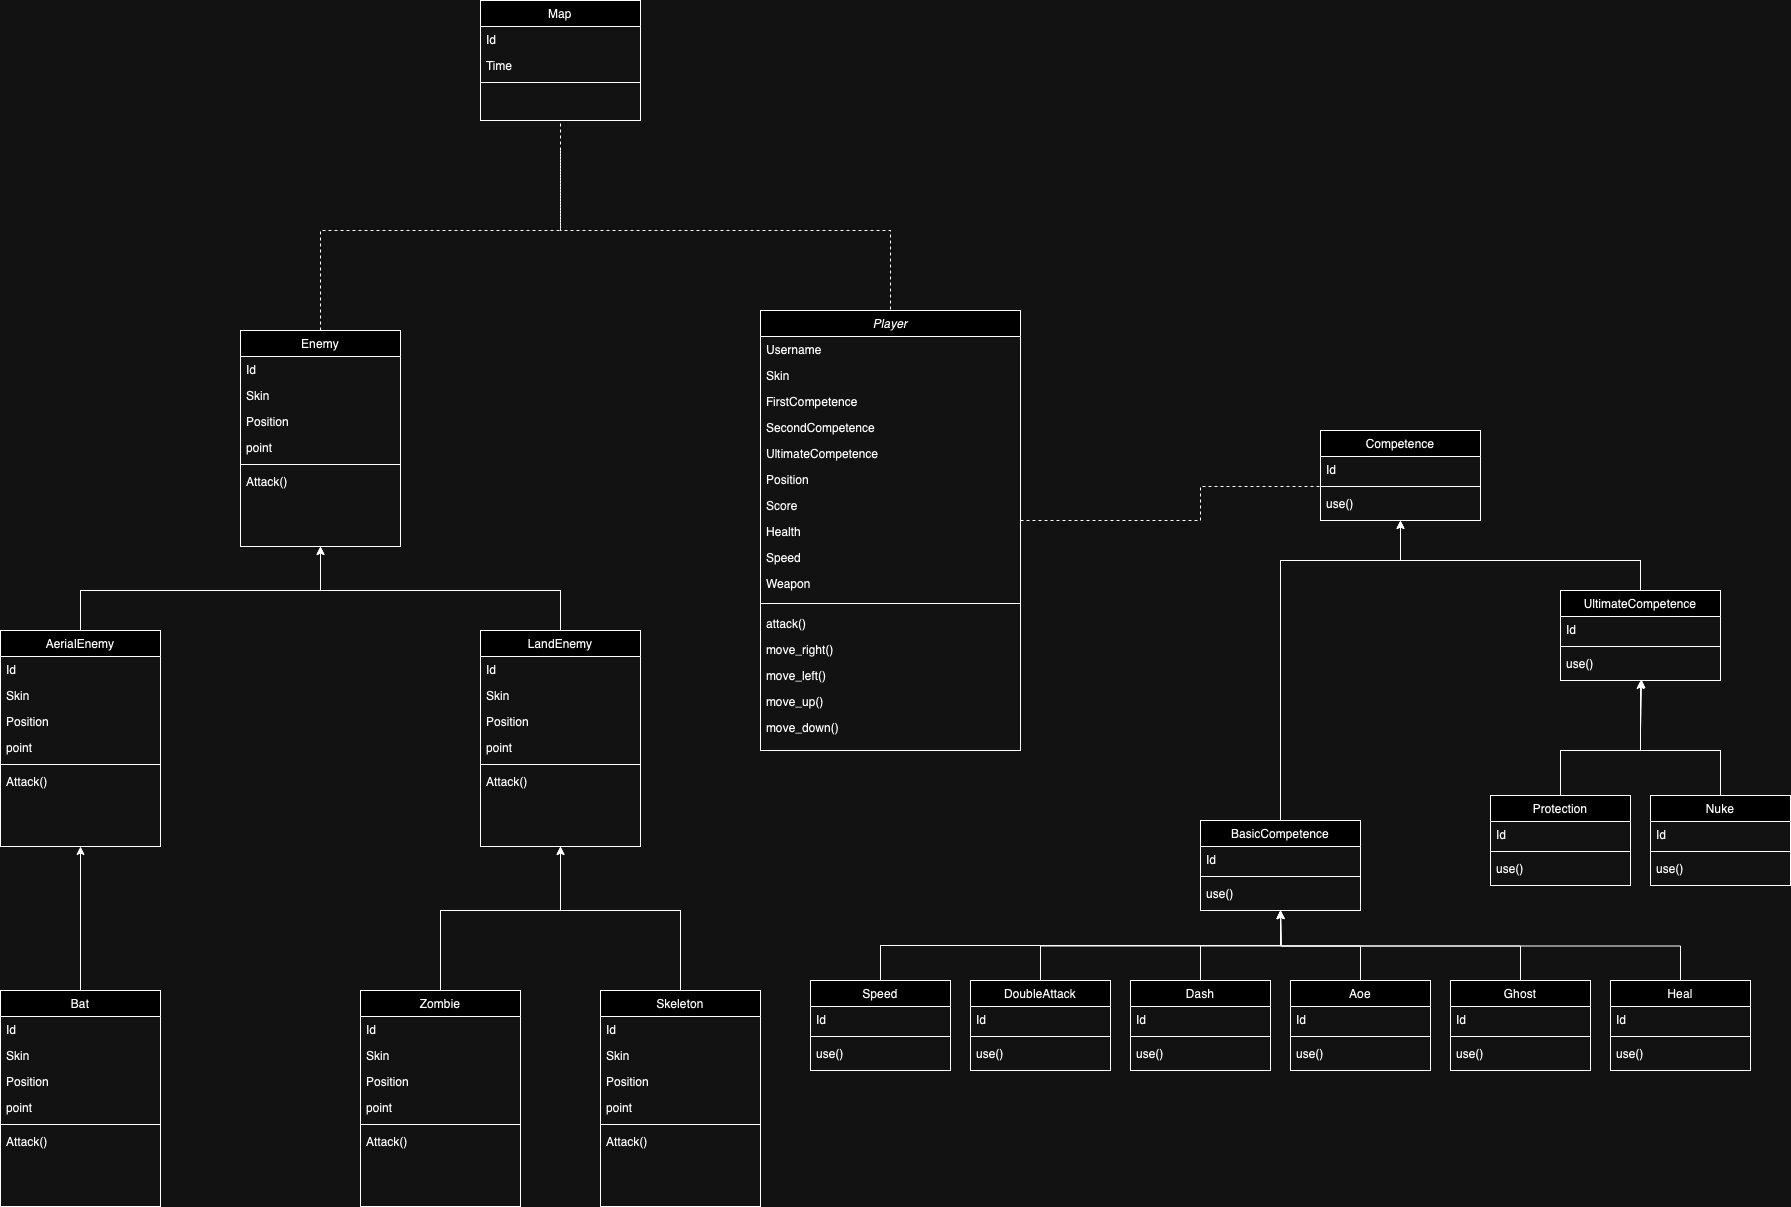 Map
Id
Time
Enemy
Id
Skin
Position
point
Attack()
Player
Username
Skin
FirstCompetence
SecondCompetence
UltimateCompetence
Position
Score
Health
Speed
Weapon
attack()
move_right()
move_left()
move_up()
move_down()
Competence
Id
use()
UltimateCompetence
Id
use()
AerialEnemy
Id
Skin
Position
point
Attack()
LandEnemy
Id
Skin
Position
point
Attack()
Protection
Id
use()
Nuke
Id
use()
BasicCompetence
Id
use()
Bat
Id
Skin
Position
point
Attack()
Zombie
Id
Skin
Position
point
Attack()
Skeleton
Id
Skin
Position
point
Attack()
Speed
Id
use()
DoubleAttack
Id
use()
Dash
Id
use()
Aoe
Id
use()
Ghost
Id
use()
Heal
Id
use()